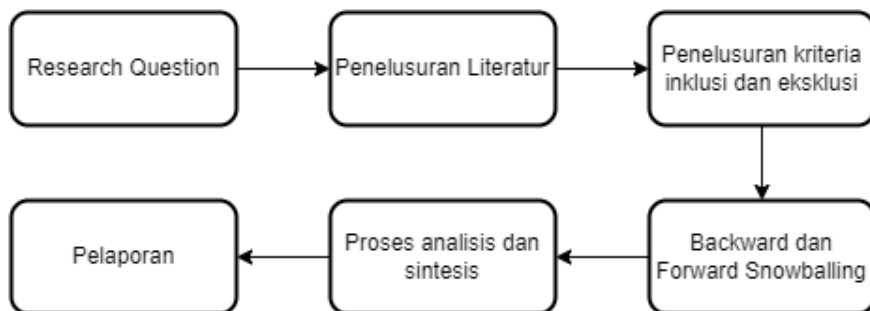 Research Question
Penelusuran Literatur
Penelusuran kriteria
inklusi dan eksklusi
Backward dan
Forward Snowballing
Proses analisis dan
sintesis
Pelaporan